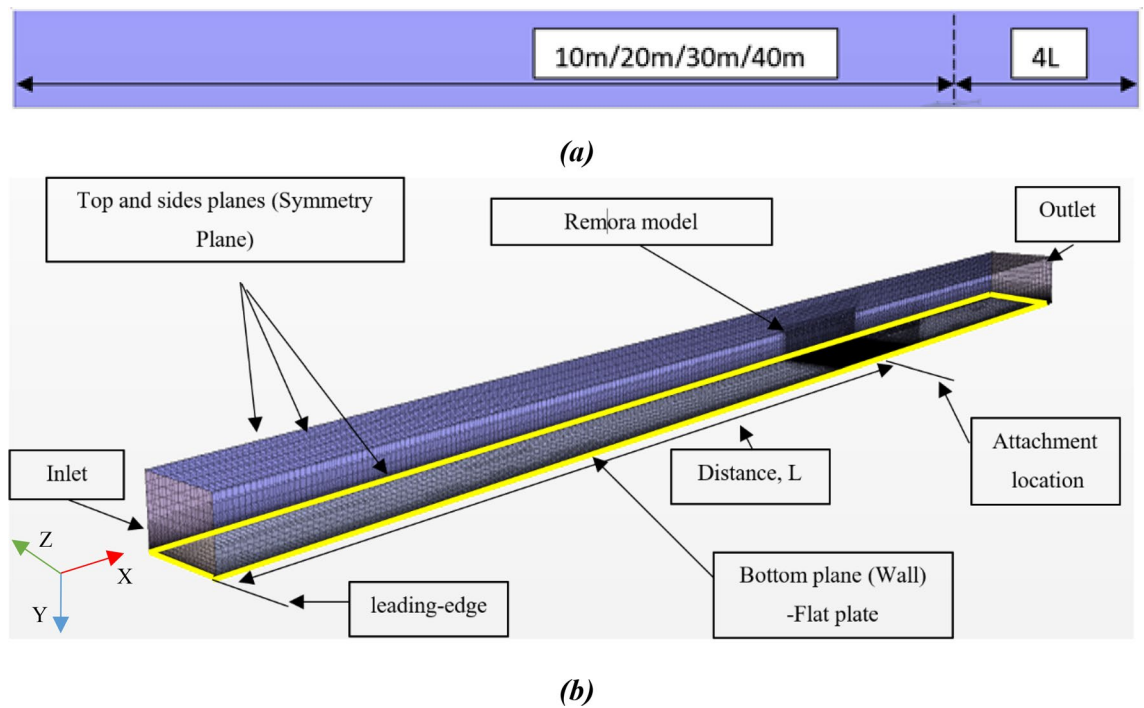 10m/20m/30m/40m
4L
(a)
Top and sides planes (Symmetry
Plane)
Remora model
Outlet
Inlet
Distance, L
Attachment
location
Z
X
Y
leading-edge
Bottom plane (Wall)
-Flat plate
(b)